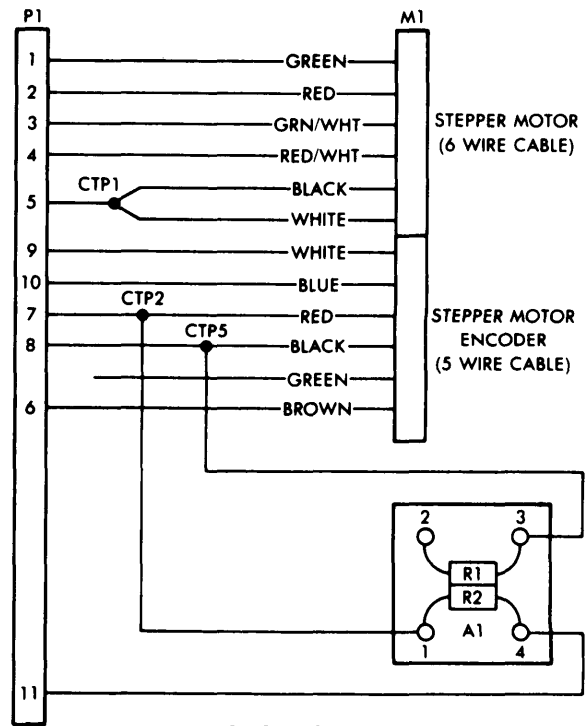 P1 M1
1 GREEN
2 RED
3 GRN/WHT
STEPPER MOTOR
(6 WIRE CABLE)
4 RED/WHT
CTP1
BLACK
5
WHITE
9 WHITE
10 BLUE
CTP2
7 RED
STEPPER MOTOR
ENCODER
(5 WIRE CABLE)
CTP5
8 BLACK
GREEN
6 BROWN
2 3
R1
R2
1 A1 4
11